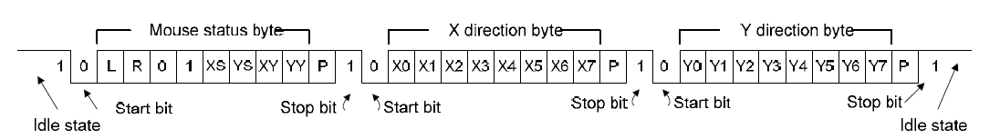 Mouse status byte X direction byte Y direction byte
1 0 L R 0 1 XS YS XY YY P 1 0 X0 X1 X2 X3 X4 X5 X6 X7 P 1 0 Y0 Y1 Y2 Y3 Y4 Y5 Y6 Y7 P 1
Start bit Stop bit Start bit Stop bit Start bit Stop bit
Idle state Idle state